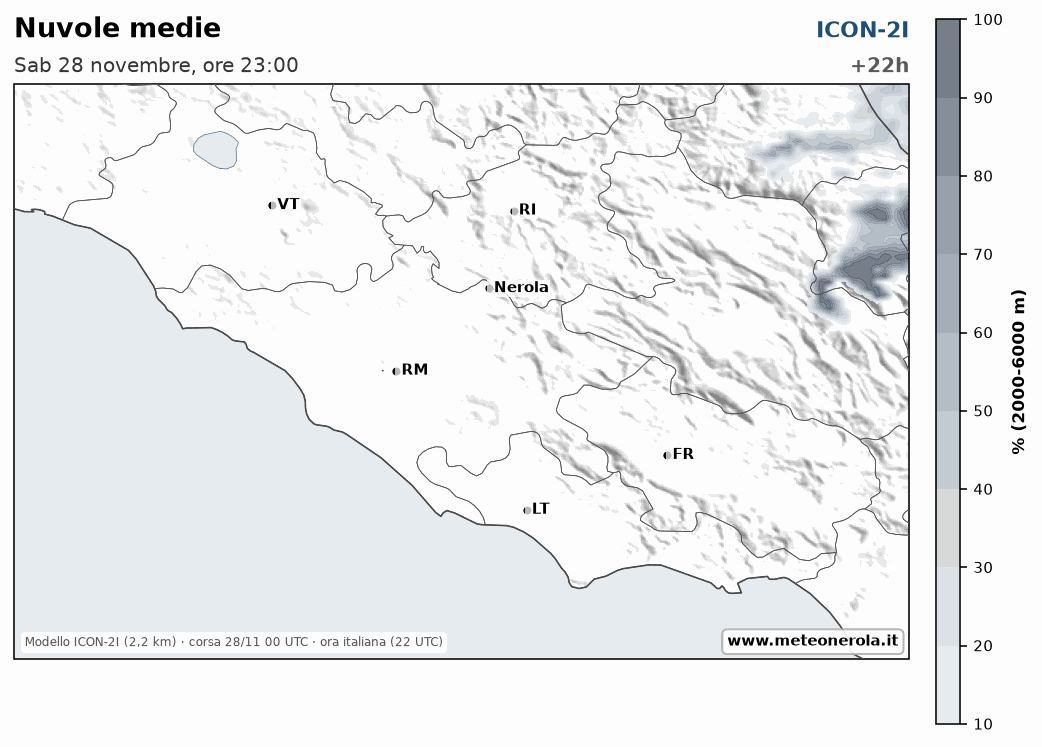 Nuvole medie
ICON-2I
Sab 28 novembre, ore 23:00
+22h
VT
RI
Nerola
RM
FR
LT
Modello ICON-2I (2,2 km) · corsa 28/11 00 UTC · ora italiana (22 UTC)
www.meteonerola.it
100
90
80
70
60
50
40
30
20
10
% (2000-6000 m)